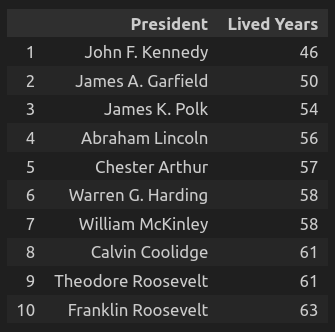 President Lived Years
1 John F. Kennedy 46
2 James A. Garfield 50
3 James K. Polk 54
4 Abraham Lincoln 56
5 Chester Arthur 57
6 Warren G. Harding 58
7 William McKinley 58
8 Calvin Coolidge 61
9 Theodore Roosevelt 61
10 Franklin Roosevelt 63